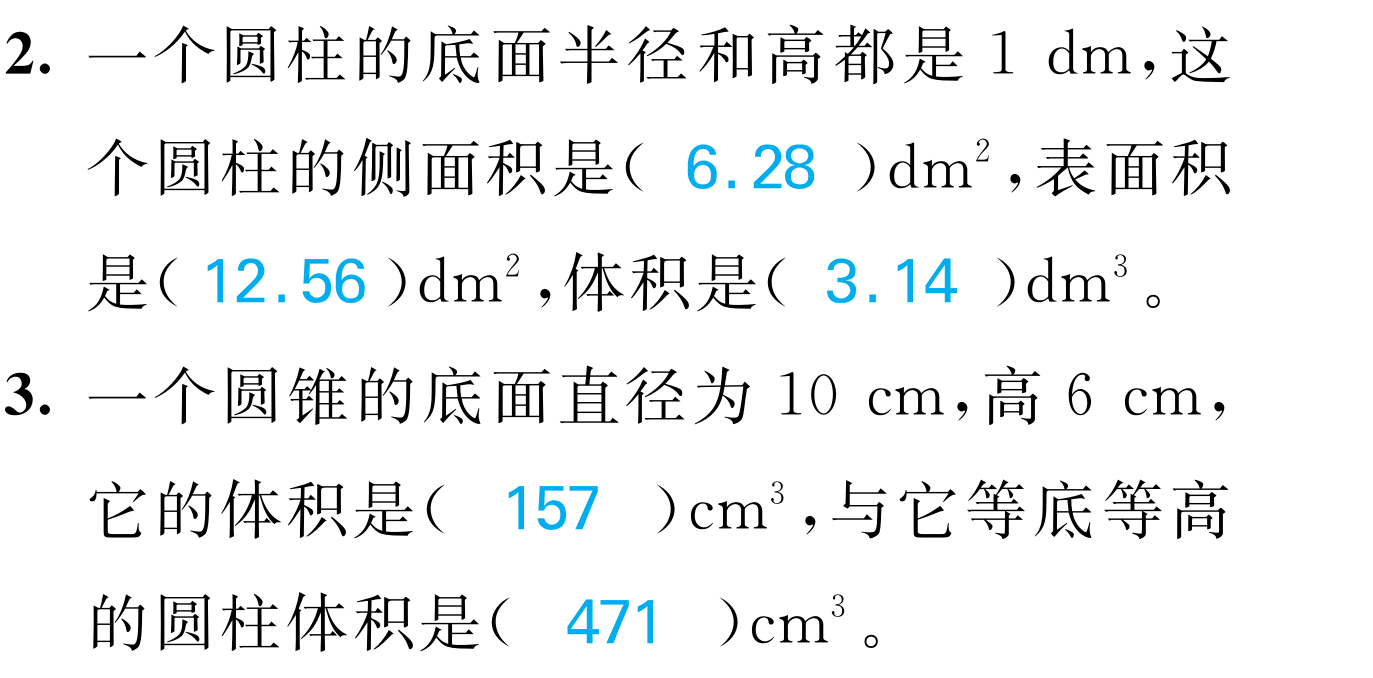 2. 一个圆柱的底面半径和高都是 1 dm,这
个圆柱的侧面积是( 6.28 )dm²,表面积
是( 12.56 )dm²,体积是( 3.14 )dm³。
3. 一个圆锥的底面直径为 10 cm,高 6 cm,
它的体积是( 157 )cm³,与它等底等高
的圆柱体积是( 471 )cm³。